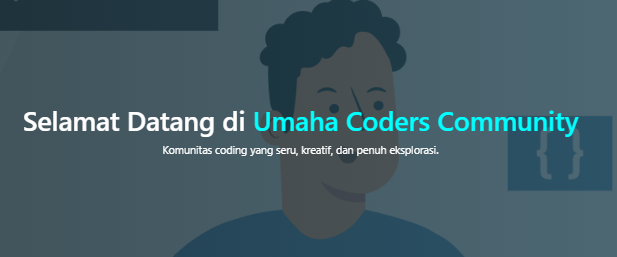 Selamat Datang di Umaha Coders Community
Komunitas coding yang seru, kreatif, dan penuh eksplorasi.
{ }